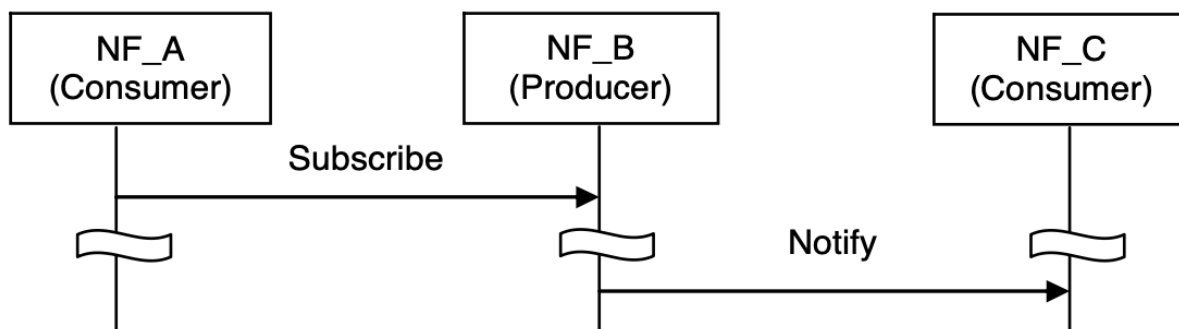 NF_A
(Consumer)
NF_B
(Producer)
NF_C
(Consumer)
Subscribe
Notify